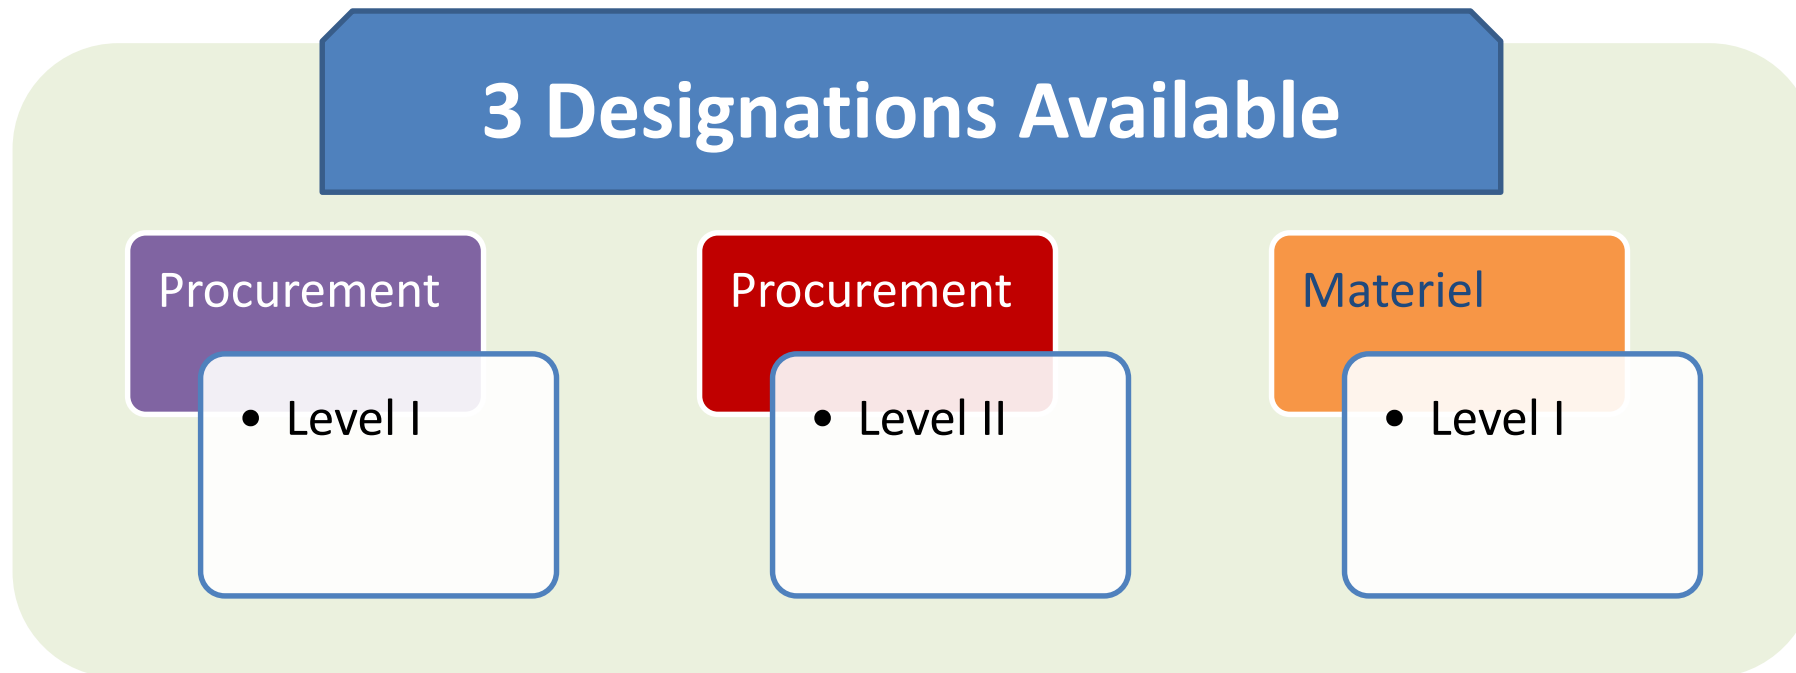 3 Designations Available
Procurement
• Level I
Procurement
• Level II
Materiel
• Level I